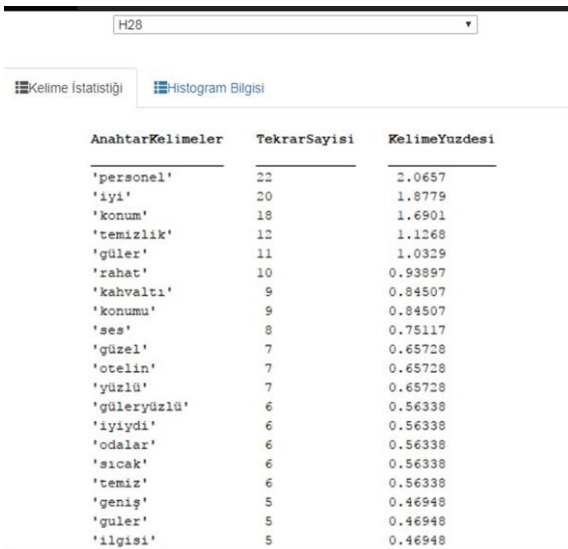 H28
Kelime İstatistiği Histogram Bilgisi
AnahtarKelimeler TekrarSayisi KelimeYuzdesi
'personel' 22 2.0657
'iyi' 20 1.8779
'konum' 18 1.6901
'temizlik' 12 1.1268
'güler' 11 1.0329
'rahat' 10 0.93897
'kahvaltı' 9 0.84507
'konumu' 9 0.84507
'ses' 8 0.75117
'güzel' 7 0.65728
'otelin' 7 0.65728
'yüzlü' 7 0.65728
'güleryüzlü' 6 0.56338
'iyiydi' 6 0.56338
'odalar' 6 0.56338
'sıcak' 6 0.56338
'temiz' 6 0.56338
'geniş' 5 0.46948
'guler' 5 0.46948
'ilgisi' 5 0.46948